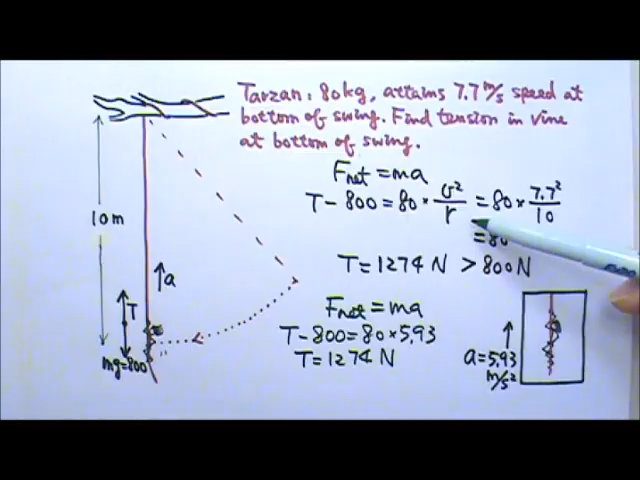 Tarzan: 80kg, attains 7.7 m/s speed at
bottom of swing. Find tension in vine
at bottom of swing.
Fnet = ma
T - 800 = 80 × v²/r = 80 × 7.7²/10
= 80
T = 1274 N > 800 N
10m
a
T
mg=800
Fnet = ma
T - 800 = 80 × 5.93
T = 1274 N
a = 5.93
m/s²